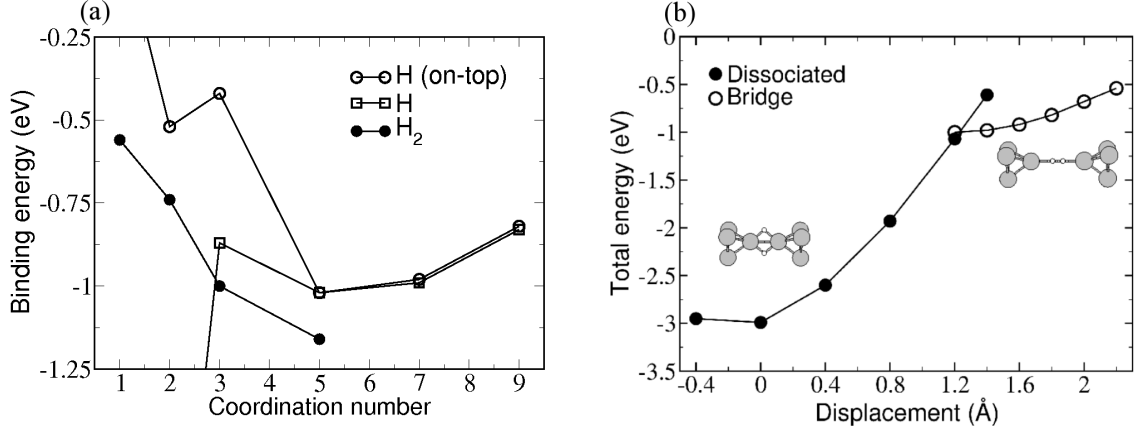 (a)
-0.25
-0.5
-0.75
-1
-1.25
Binding energy (eV)
H (on-top)
H
H2
1 2 3 5 6 7 8 9
Coordination number
(b)
0
-0.5
-1
-1.5
-2
-2.5
-3
-3.5
Total energy (eV)
Dissociated
Bridge
-0.4 0 0.4 0.8 1.2 1.6 2
Displacement (Å)